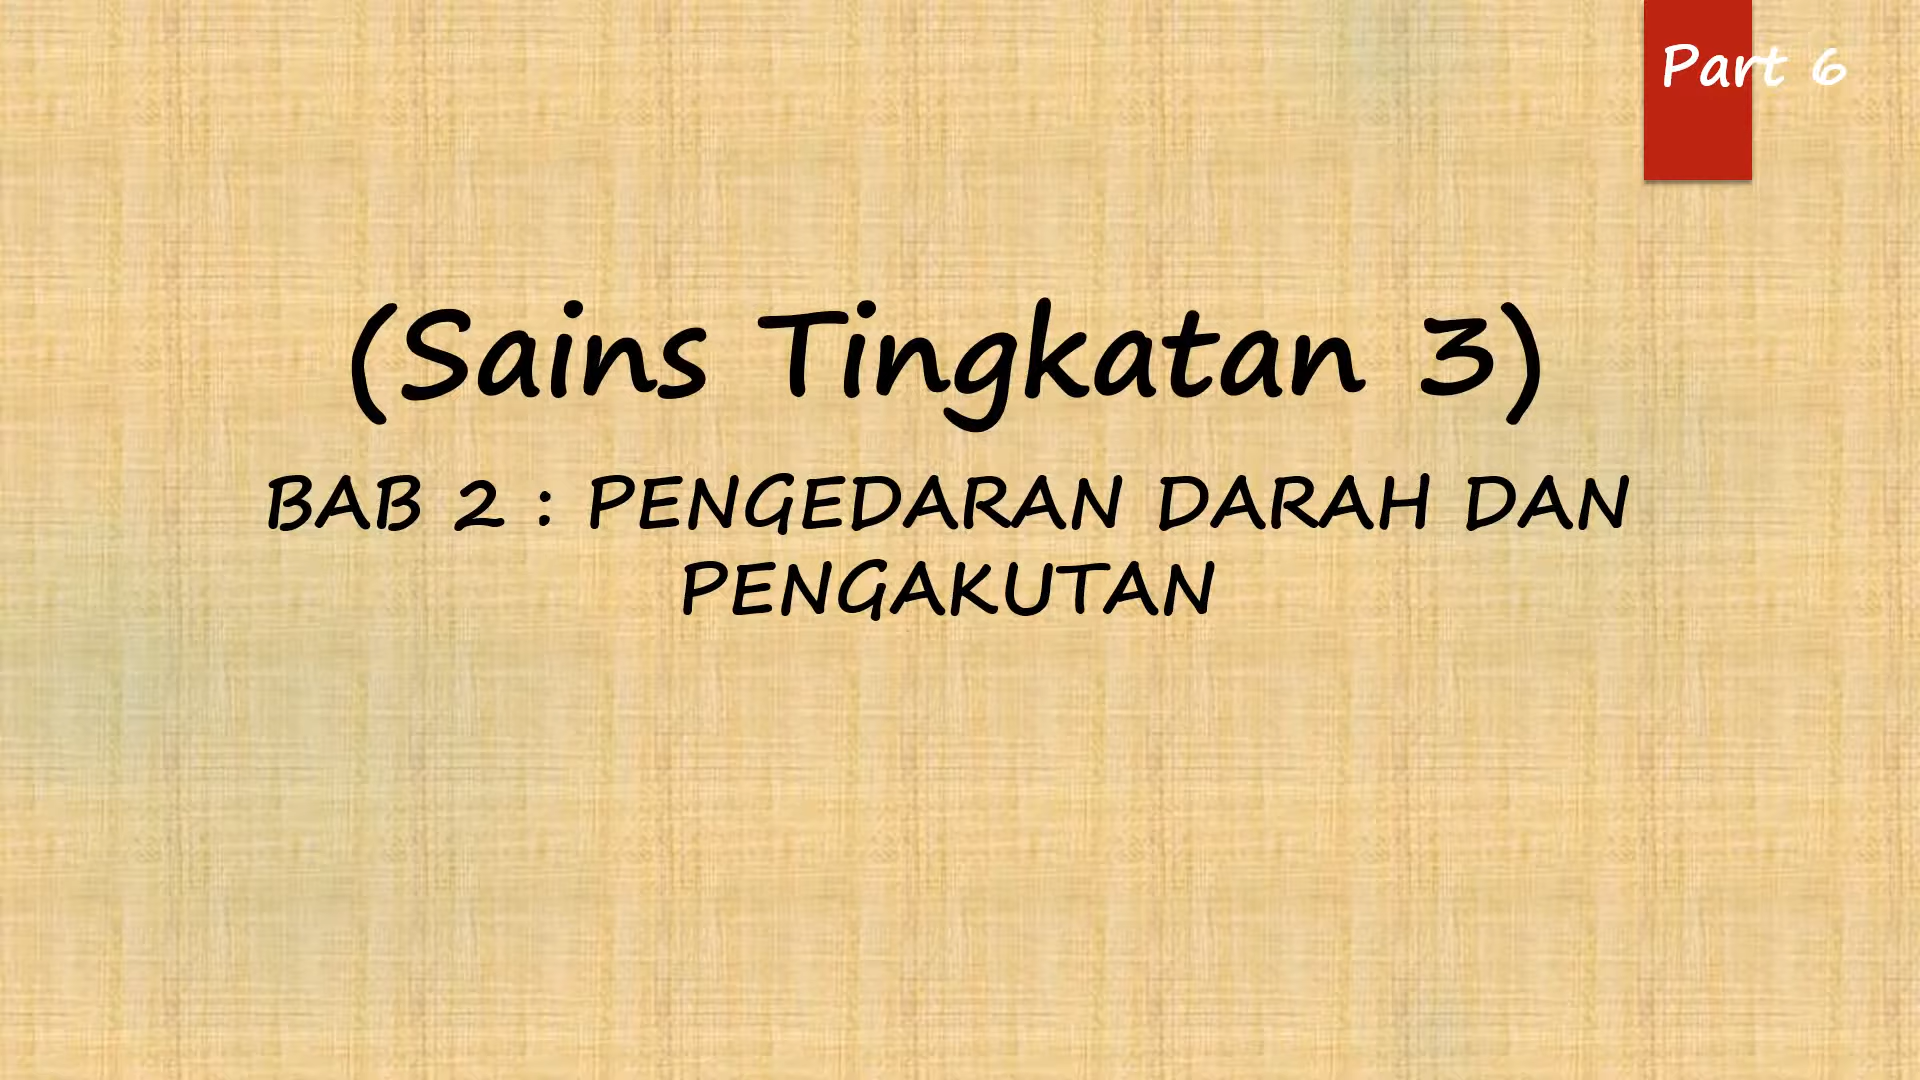 Part 6
(Sains Tingkatan 3)
BAB 2 : PENGEDARAN DARAH DAN
PENGAKUTAN